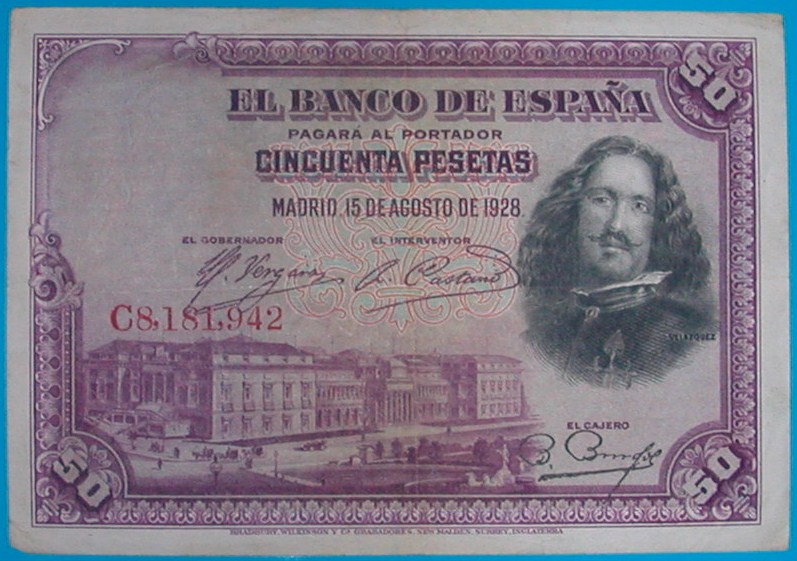 50
EL BANCO DE ESPAÑA
PAGARÁ AL PORTADOR
CINCUENTA PESETAS
MADRID, 15 DE AGOSTO DE 1928
EL GOBERNADOR EL INTERVENTOR
C8,181,942
VELAZQUEZ
EL CAJERO
50 50
BRADBURY, WILKINSON Y Cª GRABADORES, NEW MALDEN, SURREY, INGLATERRA